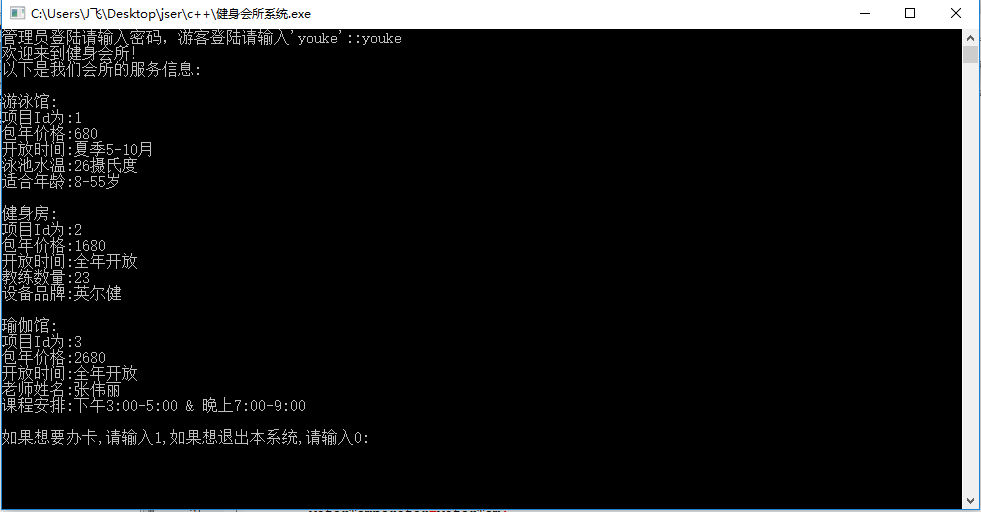 C:\Users\J飞\Desktop\jser\c++\健身会所系统.exe
管理员登陆请输入密码，游客登陆请输入'youke'::youke
欢迎来到健身会所!
以下是我们会所的服务信息:
游泳馆:
项目Id为:1
包年价格:680
开放时间:夏季5-10月
泳池水温:26摄氏度
适合年龄:8-55岁
健身房:
项目Id为:2
包年价格:1680
开放时间:全年开放
教练数量:23
设备品牌:英尔健
瑜伽馆:
项目Id为:3
包年价格:2680
开放时间:全年开放
老师姓名:张伟丽
课程安排:下午3:00-5:00 & 晚上7:00-9:00
如果想要办卡,请输入1,如果想退出本系统,请输入0: